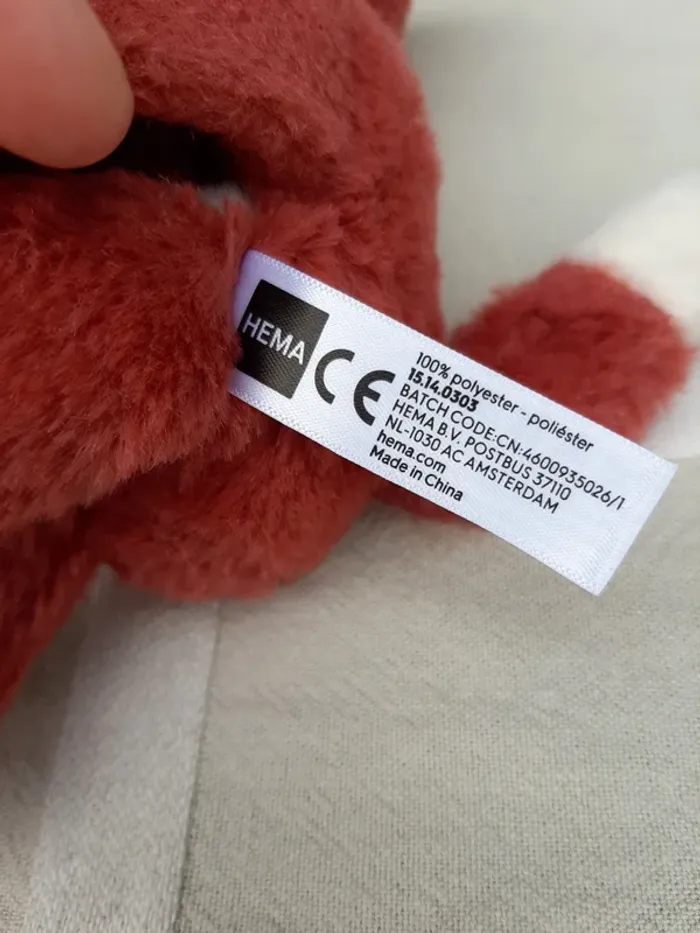 HEMA
CE
100% polyester - poliéster
15.14.0303
BATCH CODE:CN:4600935026/1
HEMA B.V. POSTBUS 37110
NL-1030 AC AMSTERDAM
hema.com
Made in China